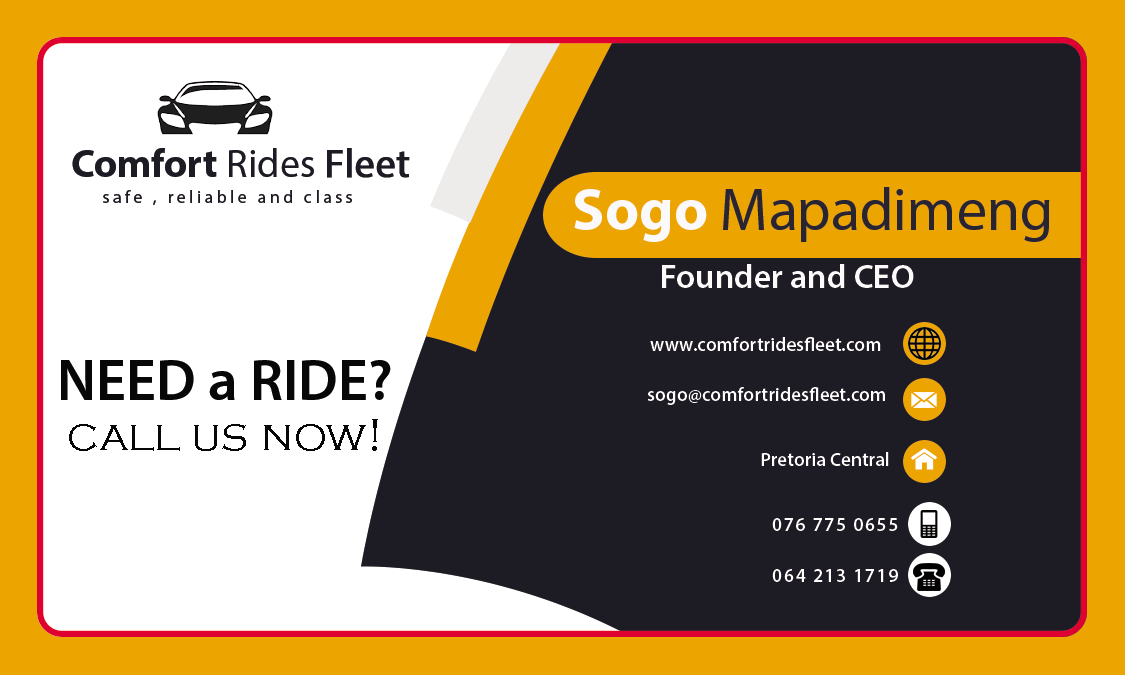 Comfort Rides Fleet
safe , reliable and class
NEED a RIDE?
CALL US NOW!
Sogo Mapadimeng
Founder and CEO
www.comfortridesfleet.com
sogo@comfortridesfleet.com
Pretoria Central
076 775 0655
064 213 1719